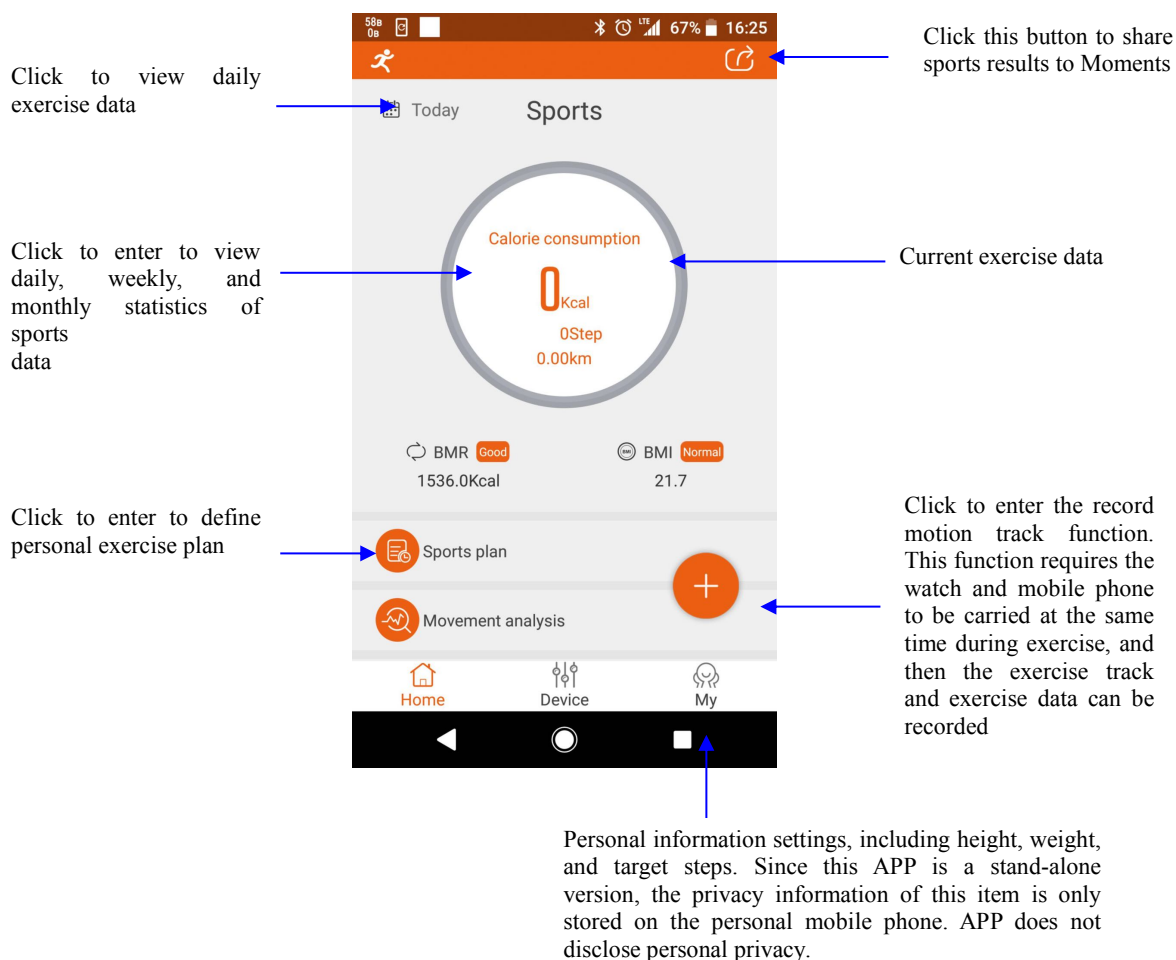 58B
0B
LTE 67% 16:25
Click this button to share
sports results to Moments
Click to view daily
exercise data
Today
Sports
Click to enter to view
daily, weekly, and
monthly statistics of
sports
data
Calorie consumption
0Kcal
0Step
0.00km
Current exercise data
BMR Good
1536.0Kcal
BMI BMI Normal
21.7
Click to enter to define
personal exercise plan
Sports plan
+
Movement analysis
Click to enter the record
motion track function.
This function requires the
watch and mobile phone
to be carried at the same
time during exercise, and
then the exercise track
and exercise data can be
recorded
Home
Device
My
Personal information settings, including height, weight,
and target steps. Since this APP is a stand-alone
version, the privacy information of this item is only
stored on the personal mobile phone. APP does not
disclose personal privacy.